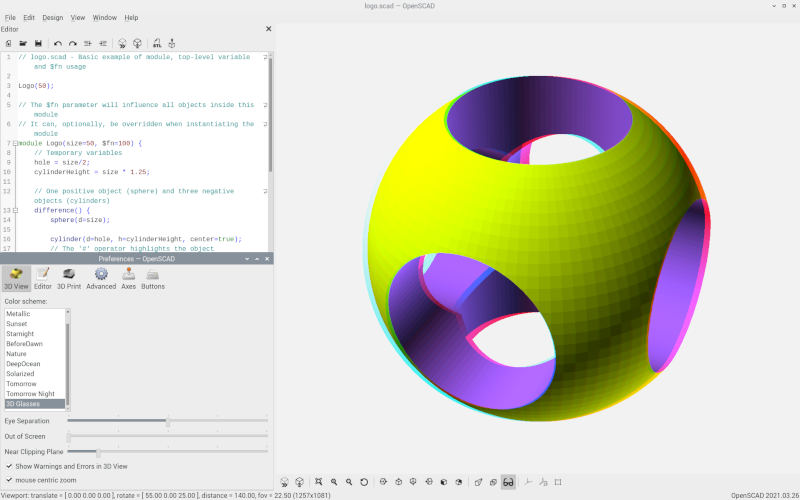 logo.scad — OpenSCAD
File Edit Design View Window Help
Editor
STL
1 // logo.scad - Basic example of module, top-level variable
and $fn usage
2
3 Logo(50);
4
5 // The $fn parameter will influence all objects inside this
module
6 // It can, optionally, be overridden when instantiating the
module
7 module Logo(size=50, $fn=100) {
8 // Temporary variables
9 hole = size/2;
10 cylinderHeight = size * 1.25;
11
12 // One positive object (sphere) and three negative
objects (cylinders)
13 difference() {
14 sphere(d=size);
15
16 cylinder(d=hole, h=cylinderHeight, center=true);
17 // The '#' operator highlights the object
Preferences — OpenSCAD
3D View Editor 3D Print Advanced Axes Buttons
Color scheme:
Metallic
Sunset
Starnight
BeforeDawn
Nature
DeepOcean
Solarized
Tomorrow
Tomorrow Night
3D Glasses
Eye Separation
Out of Screen
Near Clipping Plane
Show Warnings and Errors in 3D View
mouse centric zoom
Viewport: translate = [ 0.00 0.00 0.00 ], rotate = [ 55.00 0.00 25.00 ], distance = 140.00, fov = 22.50 (1257x1081)
OpenSCAD 2021.03.26